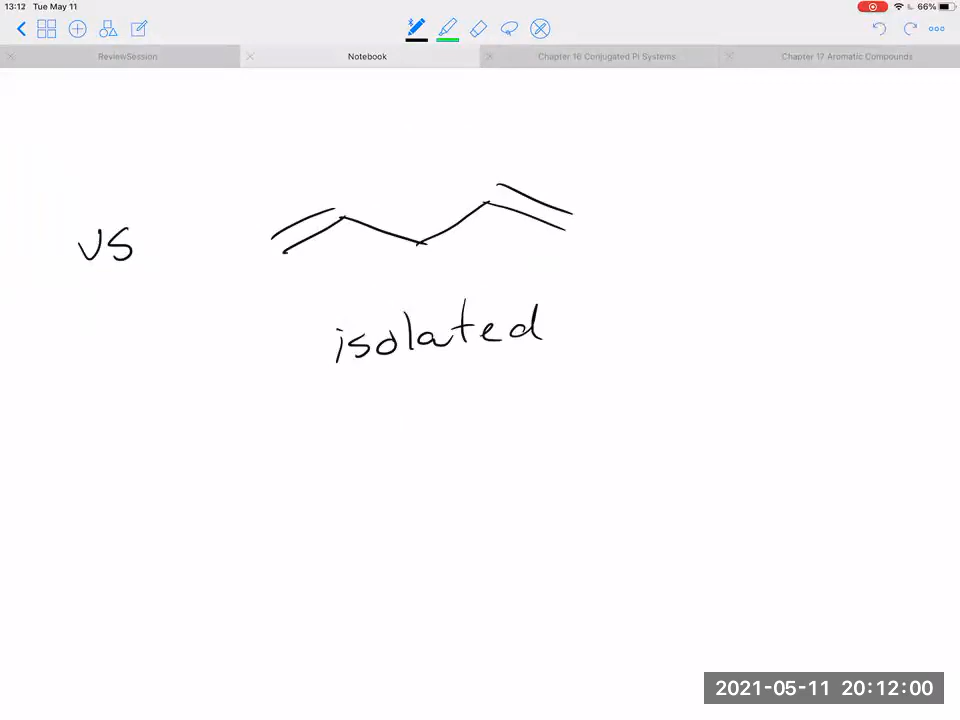 13:12 Tue May 11
66%
ReviewSession
Notebook
Chapter 16 Conjugated Pi Systems
Chapter 17 Aromatic Compounds
vs
isolated
2021-05-11 20:12:00